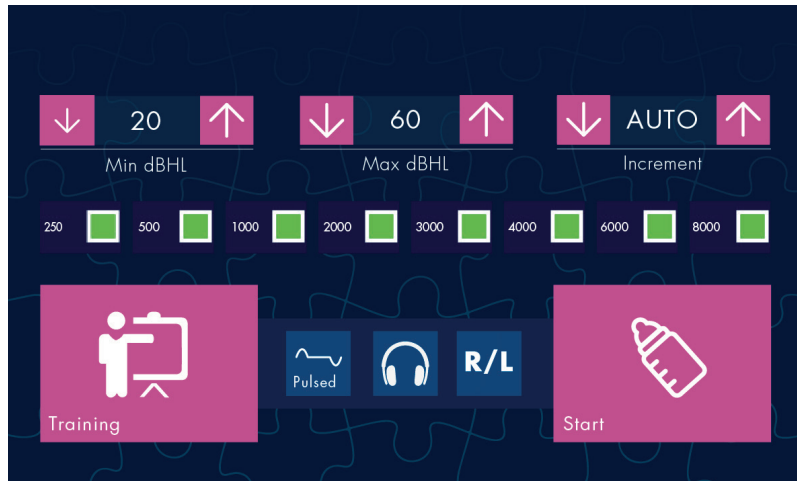 20
60
AUTO
Min dBHL
Max dBHL
Increment
250
500
1000
2000
3000
4000
6000
8000
Pulsed
R/L
Training
Start